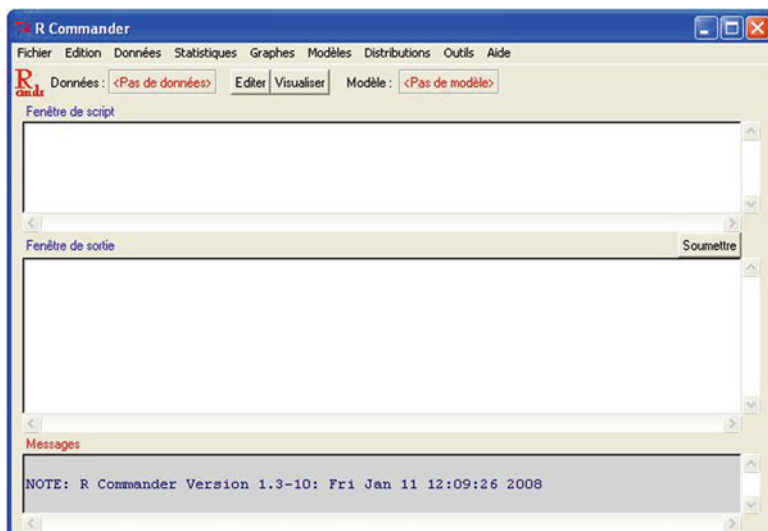 R Commander
Fichier Edition Données Statistiques Graphes Modèles Distributions Outils Aide
R cmdr Données : <Pas de données> Editer Visualiser Modèle : <Pas de modèle>
Fenêtre de script
Fenêtre de sortie Soumettre
Messages
NOTE: R Commander Version 1.3-10: Fri Jan 11 12:09:26 2008